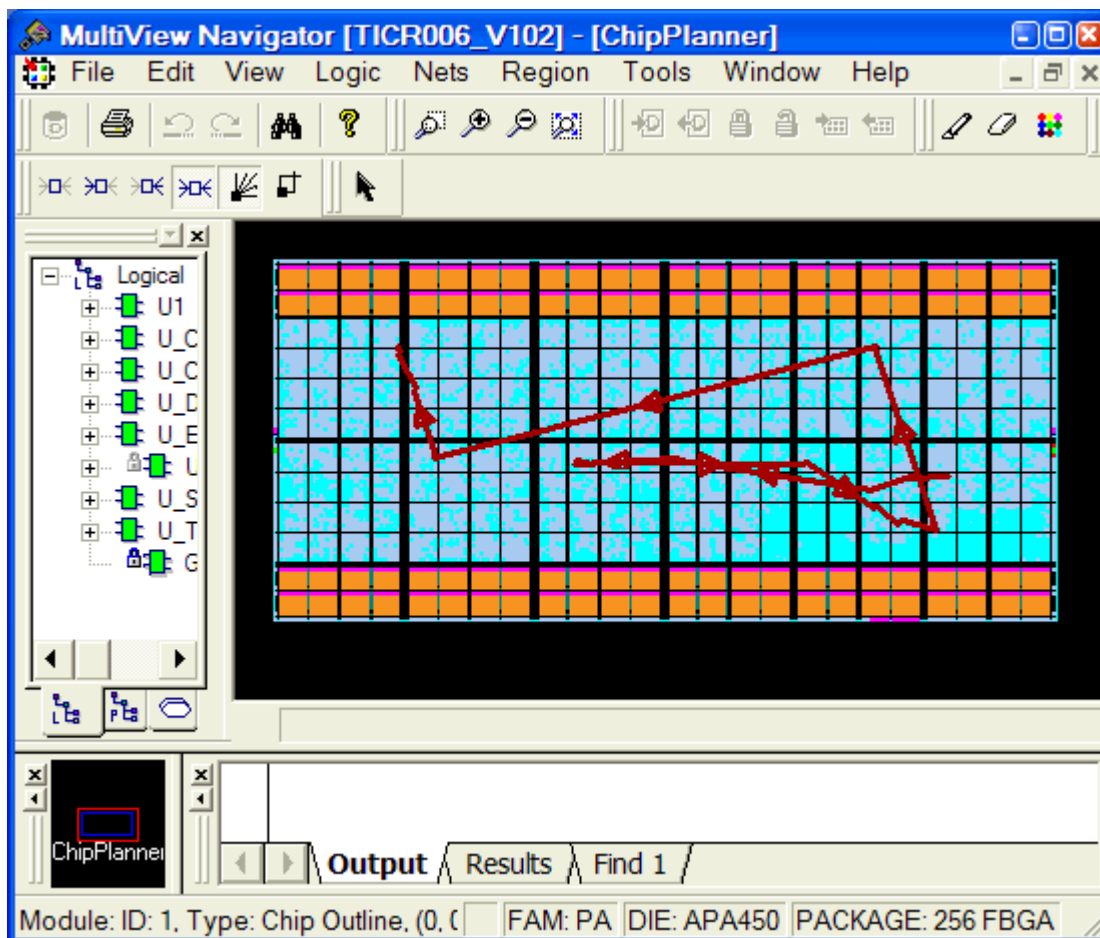 MultiView Navigator [TICR006_V102] - [ChipPlanner]
File Edit View Logic Nets Region Tools Window Help
Logical
U1
U_C
U_C
U_D
U_E
U
U_S
U_T
G
L P
ChipPlanner
Output Results Find 1
Module: ID: 1, Type: Chip Outline, (0, 0 FAM: PA DIE: APA450 PACKAGE: 256 FBGA